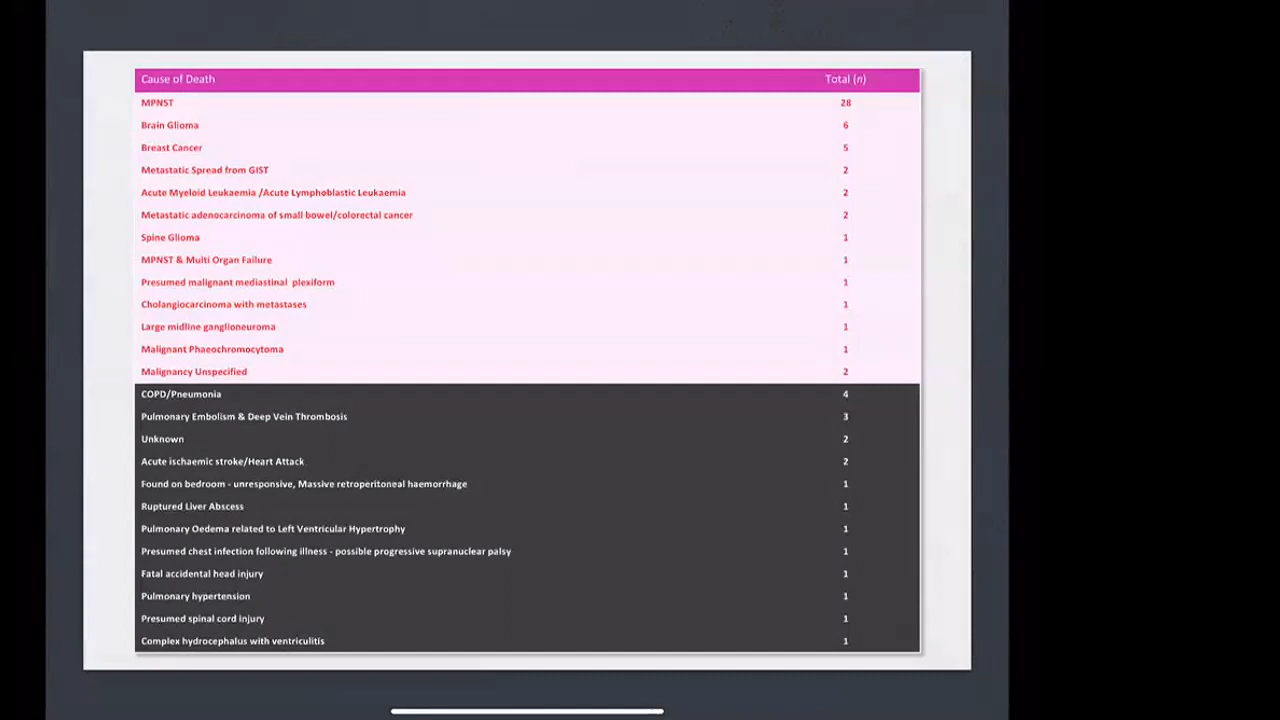 Cause of Death Total (n)
MPNST 28
Brain Glioma 6
Breast Cancer 5
Metastatic Spread from GIST 2
Acute Myeloid Leukaemia /Acute Lymphoblastic Leukaemia 2
Metastatic adenocarcinoma of small bowel/colorectal cancer 2
Spine Glioma 1
MPNST & Multi Organ Failure 1
Presumed malignant mediastinal plexiform 1
Cholangiocarcinoma with metastases 1
Large midline ganglioneuroma 1
Malignant Phaeochromocytoma 1
Malignancy Unspecified 2
COPD/Pneumonia 4
Pulmonary Embolism & Deep Vein Thrombosis 3
Unknown 2
Acute ischaemic stroke/Heart Attack 2
Found on bedroom - unresponsive, Massive retroperitoneal haemorrhage 1
Ruptured Liver Abscess 1
Pulmonary Oedema related to Left Ventricular Hypertrophy 1
Presumed chest infection following illness - possible progressive supranuclear palsy 1
Fatal accidental head injury 1
Pulmonary hypertension 1
Presumed spinal cord injury 1
Complex hydrocephalus with ventriculitis 1